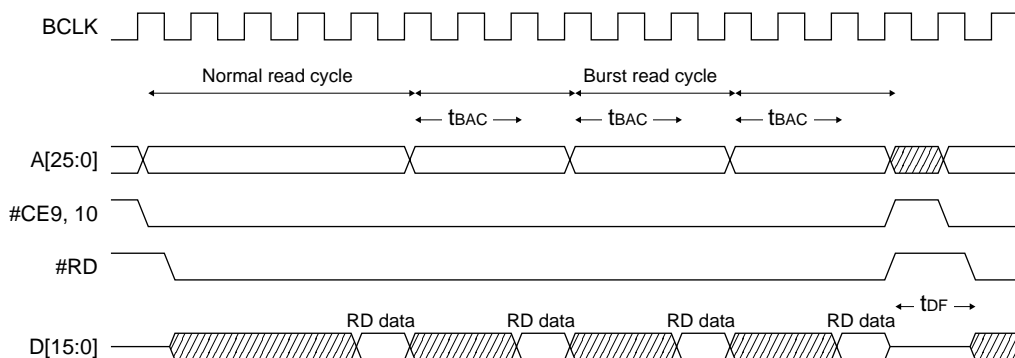 BCLK
Normal read cycle Burst read cycle
tBAC tBAC tBAC
A[25:0]
#CE9, 10
#RD
tDF
RD data RD data RD data RD data
D[15:0]